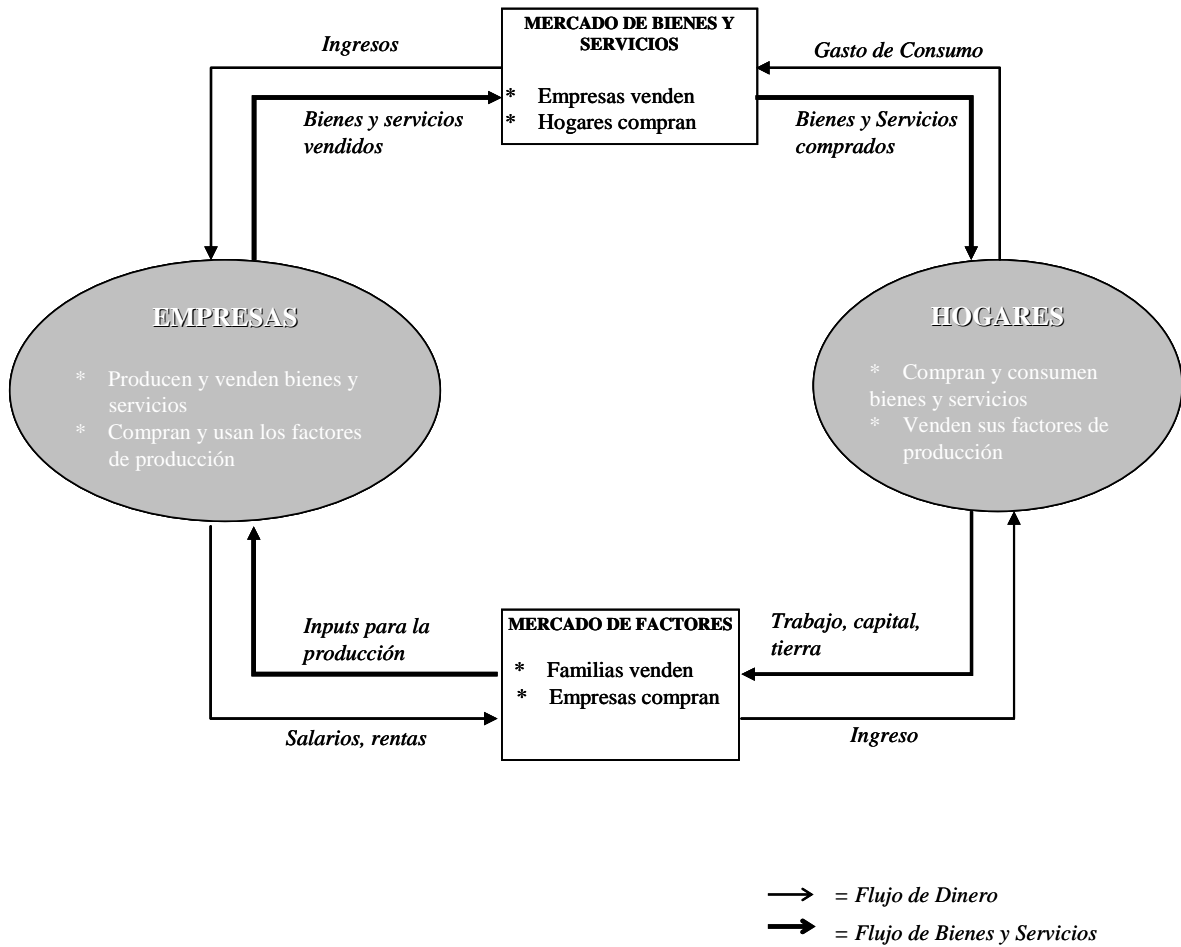 MERCADO DE BIENES Y
SERVICIOS
* Empresas venden
* Hogares compran
Ingresos
Gasto de Consumo
Bienes y servicios
vendidos
Bienes y Servicios
comprados
EMPRESAS
* Producen y venden bienes y
servicios
* Compran y usan los factores
de producción
HOGARES
* Compran y consumen
bienes y servicios
* Venden sus factores de
producción
Inputs para la
producción
MERCADO DE FACTORES
* Familias venden
* Empresas compran
Trabajo, capital,
tierra
Salarios, rentas
Ingreso
= Flujo de Dinero
= Flujo de Bienes y Servicios